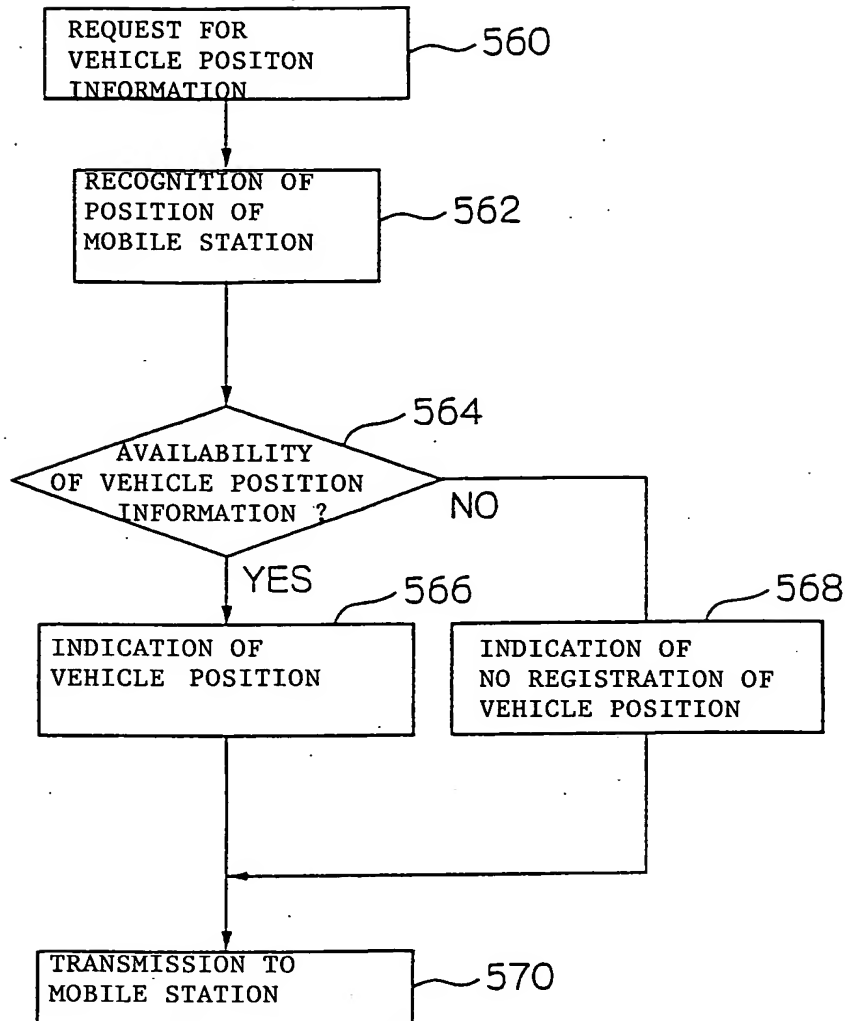 REQUEST FOR
VEHICLE POSITON
INFORMATION
560
RECOGNITION OF
POSITION OF
MOBILE STATION
562
564
AVAILABILITY
OF VEHICLE POSITION
INFORMATION ?
NO
YES
566
568
INDICATION OF
VEHICLE POSITION
INDICATION OF
NO REGISTRATION OF
VEHICLE POSITION
TRANSMISSION TO
MOBILE STATION
570